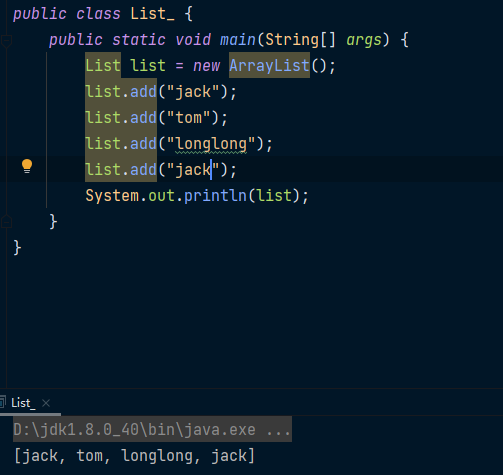 public class List_ {
    public static void main(String[] args) {
        List list = new ArrayList();
        list.add("jack");
        list.add("tom");
        list.add("longlong");
        list.add("jack");
        System.out.println(list);
    }
}
List_ ×
D:\jdk1.8.0_40\bin\java.exe ...
[jack, tom, longlong, jack]